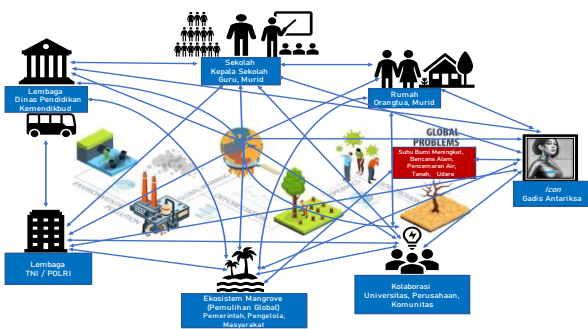 Sekolah
Kepala Sekolah
Guru, Murid
Lembaga
Dinas Pendidikan
Kemendikbud
Rumah
Orangtua, Murid
GLOBAL
PROBLEMS
Suhu Bumi Meningkat,
Bencana Alam,
Pencemaran Air,
Tanah, Udara
Icon
Gadis Antariksa
Lembaga
TNI / POLRI
Ekosistem Mangrove
(Pemulihan Global)
Pemerintah, Pengelola,
Masyarakat
Kolaborasi
Universitas, Perusahaan,
Komunitas
POLLUTION